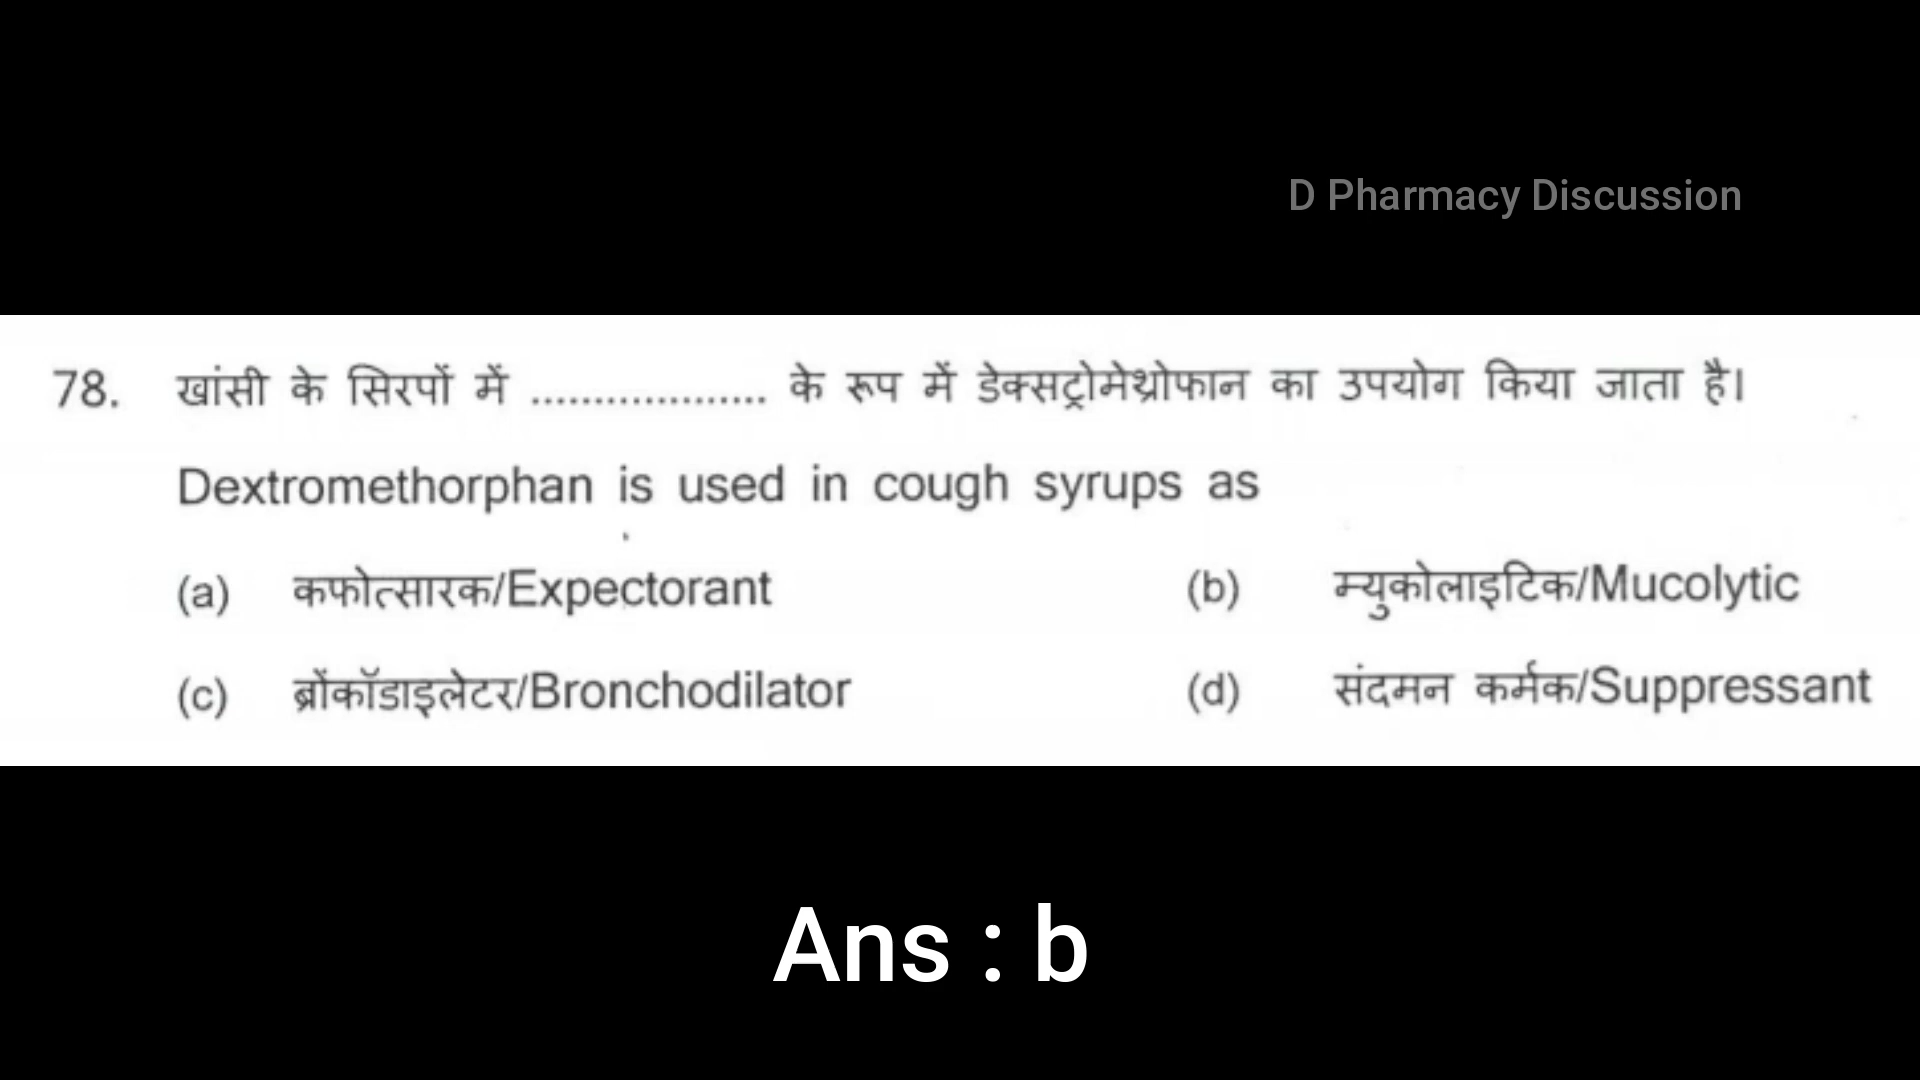 D Pharmacy Discussion
78. खांसी के सिरपों में ................... के रूप में डेक्सट्रोमेथ्रोफान का उपयोग किया जाता है।
Dextromethorphan is used in cough syrups as
(a) कफोत्सारक/Expectorant (b) म्युकोलाइटिक/Mucolytic
(c) ब्रोंकॉडाइलेटर/Bronchodilator (d) संदमन कर्मक/Suppressant
Ans : b